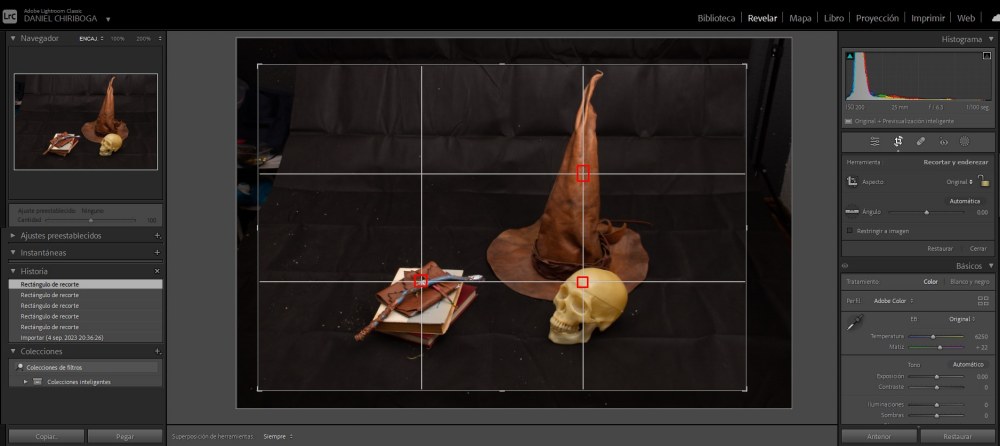 LrC Adobe Lightroom Classic
DANIEL CHIRIBOGA
Biblioteca | Revelar | Mapa | Libro | Proyección | Imprimir | Web
Navegador ENCAJ. 100% 200%
Ajuste preestablecido: Ninguno
Cantidad 100
Ajustes preestablecidos
Instantáneas
Historia
Rectángulo de recorte
Rectángulo de recorte
Rectángulo de recorte
Rectángulo de recorte
Rectángulo de recorte
Importar (4 sep. 2023 20:36:26)
Colecciones
Colecciones de filtros
Colecciones inteligentes
Copiar... Pegar
Superposición de herramientas: Siempre
Histograma
ISO 200 35 mm f / 6,3 1/100 seg.
Original + Previsualización inteligente
Herramienta: Recortar y enderezar
Aspecto: Original
Automática
Ángulo 0,00
Restringir a imagen
Restaurar Cerrar
Básicos
Tratamiento: Color | Blanco y negro
Perfil: Adobe Color
Original
Temperatura 6250
Matiz + 22
Tono Automático
Exposición 0,00
Contraste 0
Iluminaciones 0
Sombras 0
Anterior Restaurar